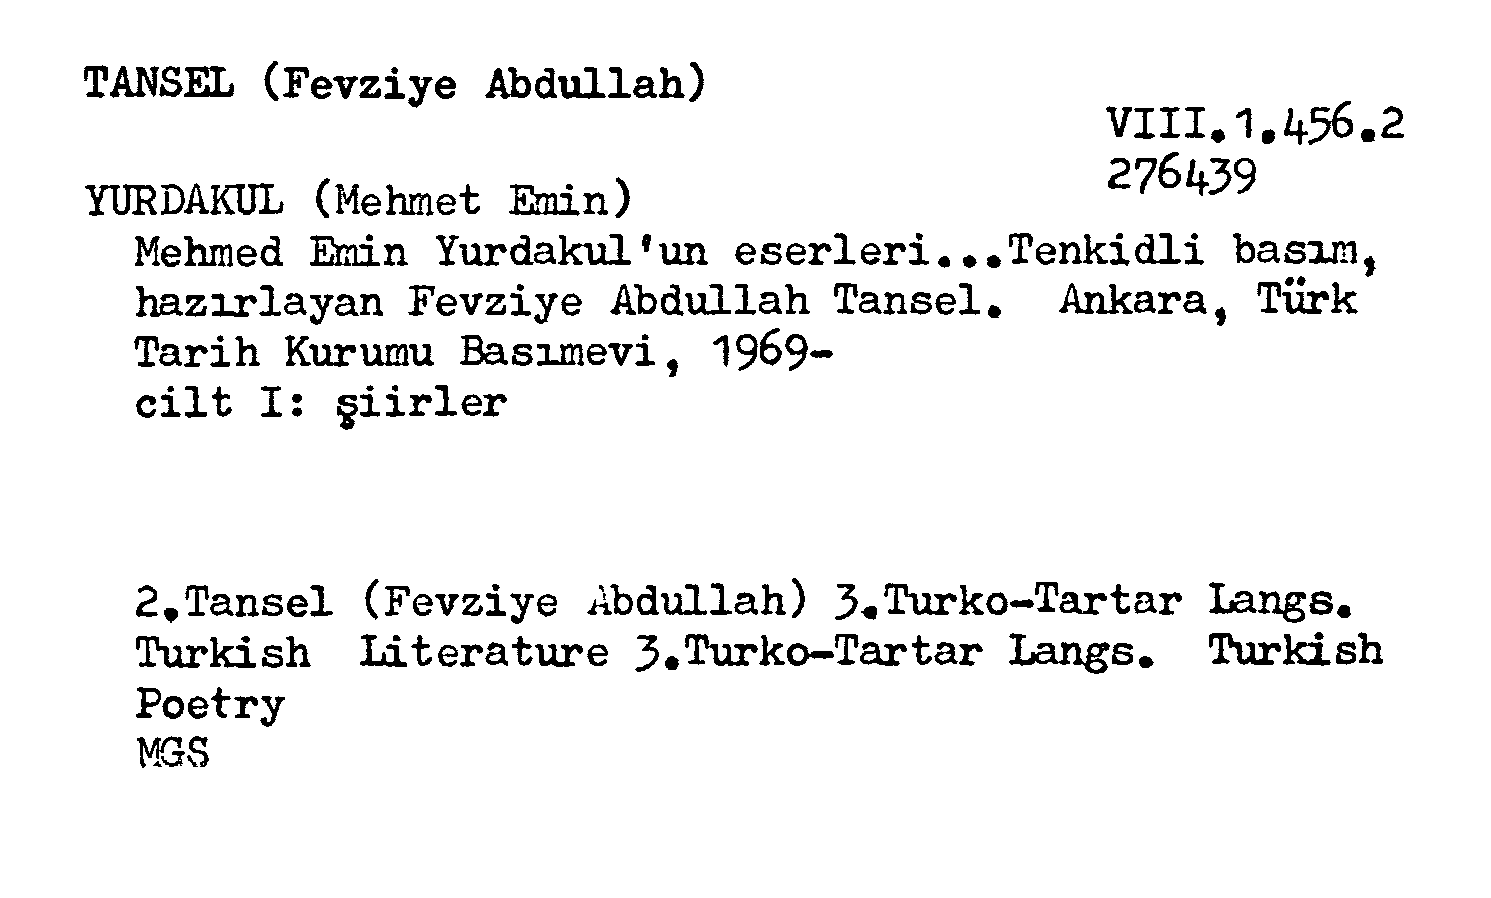 TANSEL (Fevziye Abdullah)
VIII.1.456.2
276439
YURDAKUL (Mehmet Emin)
Mehmed Emin Yurdakul'un eserleri...Tenkidli basım,
hazırlayan Fevziye Abdullah Tansel. Ankara, Türk
Tarih Kurumu Basımevi, 1969-
cilt I: şiirler
2.Tansel (Fevziye Abdullah) 3.Turko-Tartar Langs.
Turkish Literature 3.Turko-Tartar Langs. Turkish
Poetry
MGS